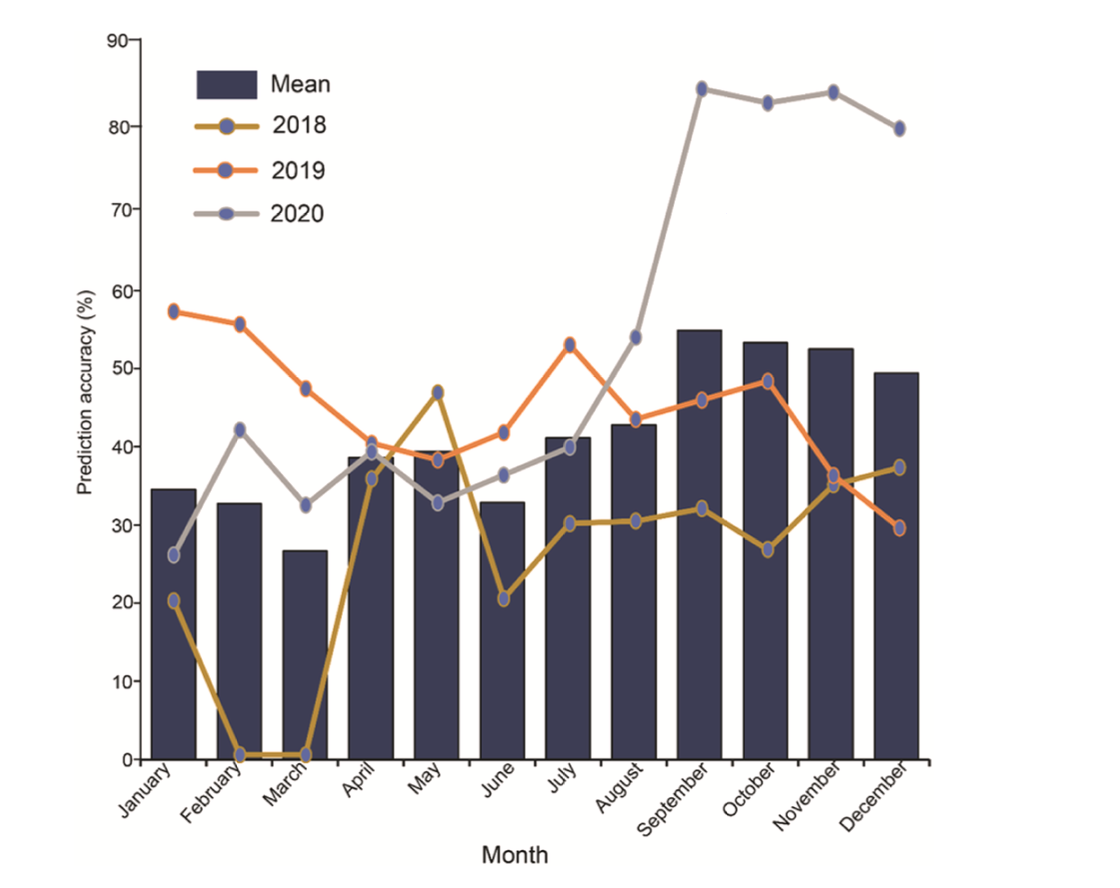 90
80
70
60
50
40
30
20
10
0
Prediction accuracy (%)
Mean
2018
2019
2020
January
February
March
April
May
June
July
August
September
October
November
December
Month